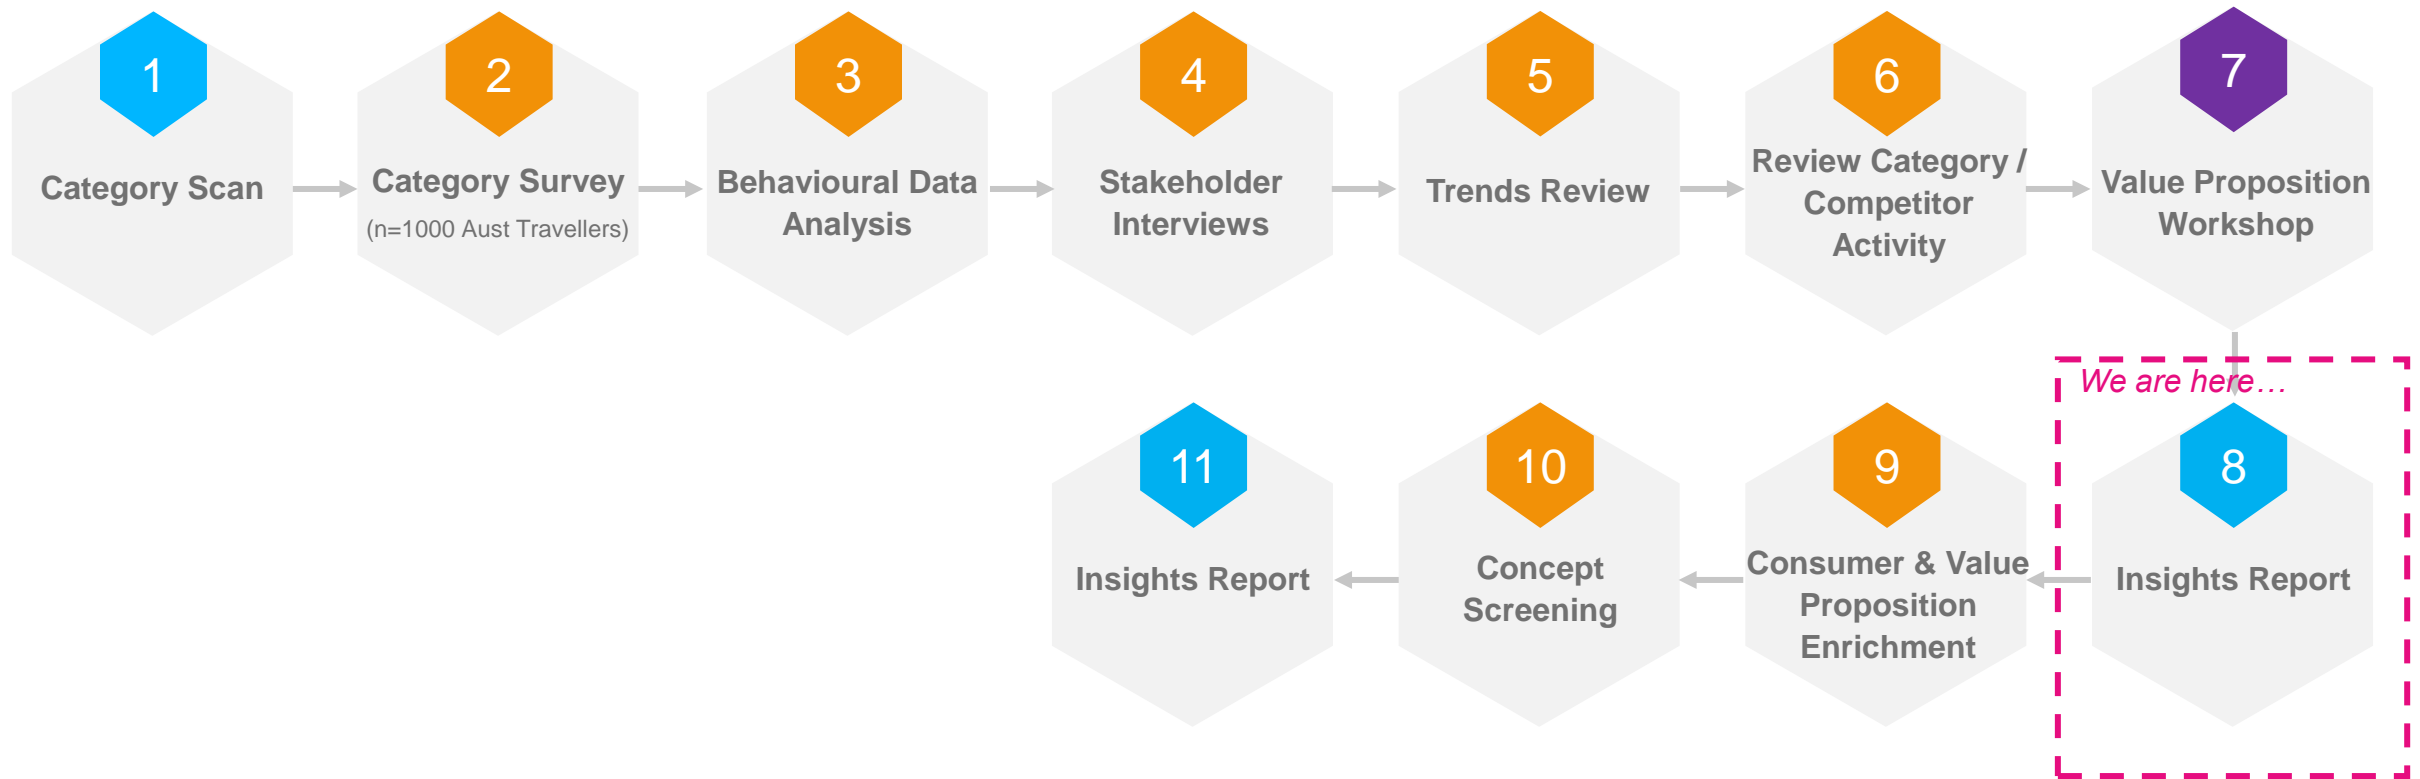 1
Category Scan
2
Category Survey
(n=1000 Aust Travellers)
3
Behavioural Data
Analysis
4
Stakeholder
Interviews
5
Trends Review
6
Review Category /
Competitor
Activity
7
Value Proposition
Workshop
We are here…
8
Insights Report
9
Consumer & Value
Proposition
Enrichment
10
Concept
Screening
11
Insights Report